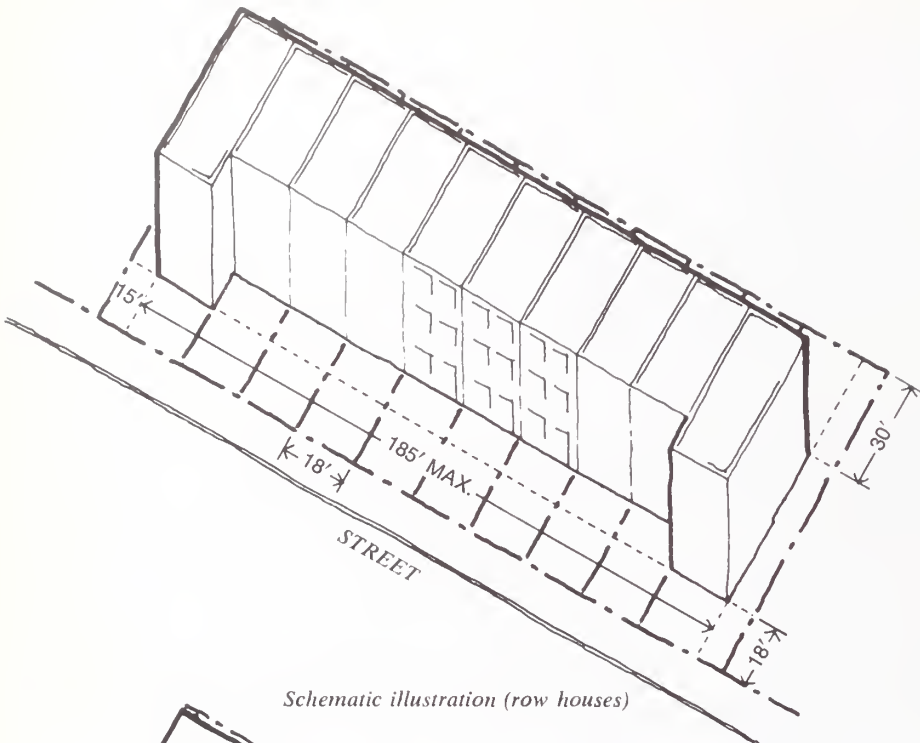 15'
185' MAX.
18'
30'
18'
STREET
Schematic illustration (row houses)